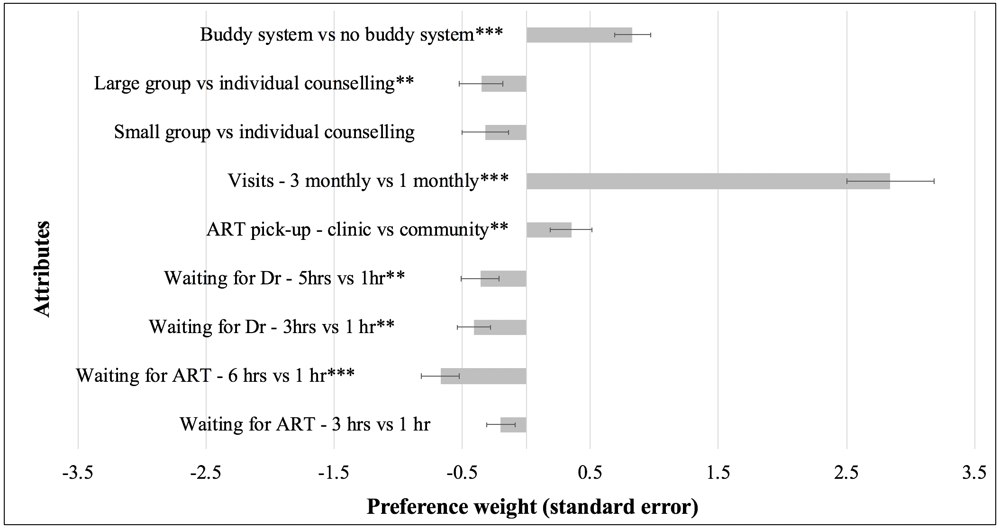 Buddy system vs no buddy system***
Large group vs individual counselling**
Small group vs individual counselling
Visits - 3 monthly vs 1 monthly***
ART pick-up - clinic vs community**
Waiting for Dr - 5hrs vs 1hr**
Waiting for Dr - 3hrs vs 1 hr**
Waiting for ART - 6 hrs vs 1 hr***
Waiting for ART - 3 hrs vs 1 hr
Attributes
-3.5 -2.5 -1.5 -0.5 0.5 1.5 2.5 3.5
Preference weight (standard error)